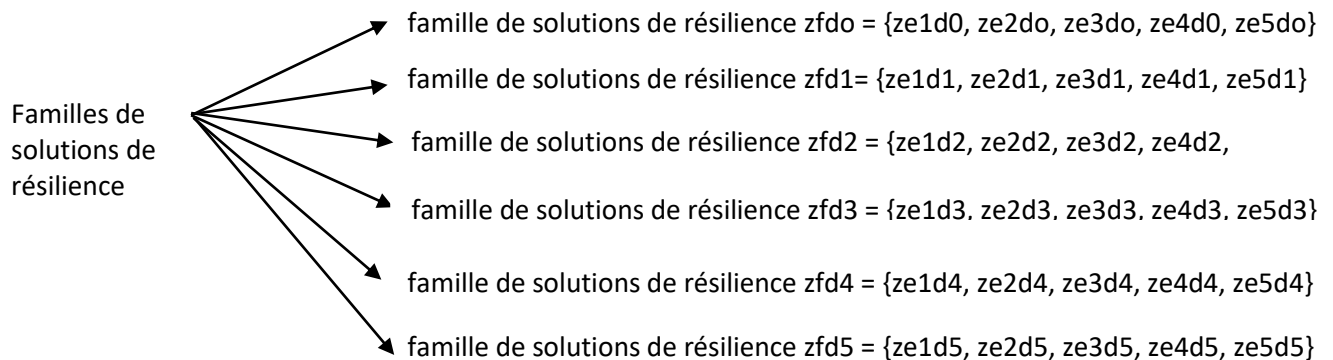 famille de solutions de résilience zfdo = {ze1d0, ze2do, ze3do, ze4d0, ze5do}
famille de solutions de résilience zfd1= {ze1d1, ze2d1, ze3d1, ze4d1, ze5d1}
Familles de
solutions de
résilience
famille de solutions de résilience zfd2 = {ze1d2, ze2d2, ze3d2, ze4d2,
famille de solutions de résilience zfd3 = {ze1d3, ze2d3, ze3d3, ze4d3, ze5d3}
famille de solutions de résilience zfd4 = {ze1d4, ze2d4, ze3d4, ze4d4, ze5d4}
famille de solutions de résilience zfd5 = {ze1d5, ze2d5, ze3d5, ze4d5, ze5d5}